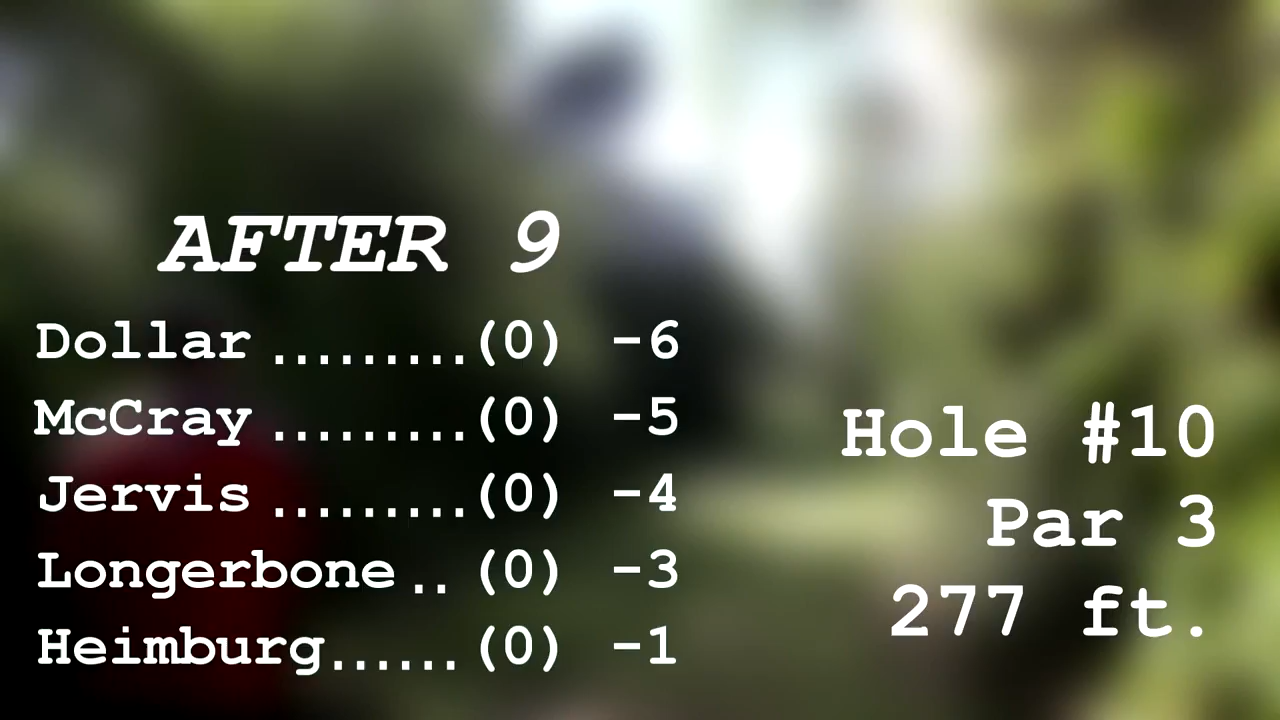 AFTER 9
Dollar .........(0) -6
McCray .........(0) -5
Jervis .........(0) -4
Longerbone .. (0) -3
Heimburg...... (0) -1
Hole #10
Par 3
277 ft.